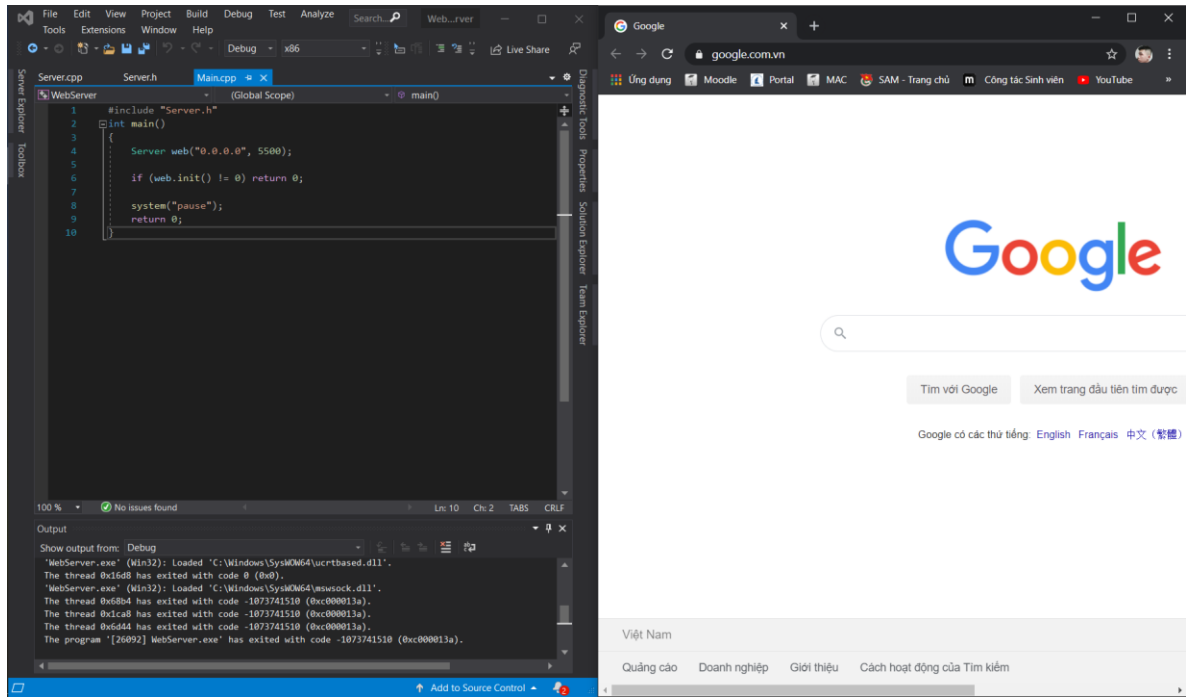 File Edit View Project Build Debug Test Analyze Search... Web...rver
Tools Extensions Window Help
Debug x86 Live Share
Server.cpp Server.h Main.cpp
WebServer (Global Scope) main()
1 #include "Server.h"
2 int main()
3 {
4 Server web("0.0.0.0", 5500);
5
6 if (web.init() != 0) return 0;
7
8 system("pause");
9 return 0;
10 }
Server Explorer
Toolbox
Diagnostic Tools
Properties
Solution Explorer
Team Explorer
100 % No issues found Ln: 10 Ch: 2 TABS CRLF
Output
Show output from: Debug
'WebServer.exe' (Win32): Loaded 'C:\Windows\SysWOW64\ucrtbased.dll'.
The thread 0x16d8 has exited with code 0 (0x0).
'WebServer.exe' (Win32): Loaded 'C:\Windows\SysWOW64\mswsock.dll'.
The thread 0x68b4 has exited with code -1073741510 (0xc000013a).
The thread 0x1ca8 has exited with code -1073741510 (0xc000013a).
The thread 0x6d44 has exited with code -1073741510 (0xc000013a).
The program '[26092] WebServer.exe' has exited with code -1073741510 (0xc000013a).
Add to Source Control 2
Google
google.com.vn
Ứng dụng Moodle Portal MAC SAM - Trang chủ Công tác Sinh viên YouTube »
Google
Tìm với Google Xem trang đầu tiên tìm được
Google có các thứ tiếng: English Français 中文（繁體）
Việt Nam
Quảng cáo Doanh nghiệp Giới thiệu Cách hoạt động của Tìm kiếm